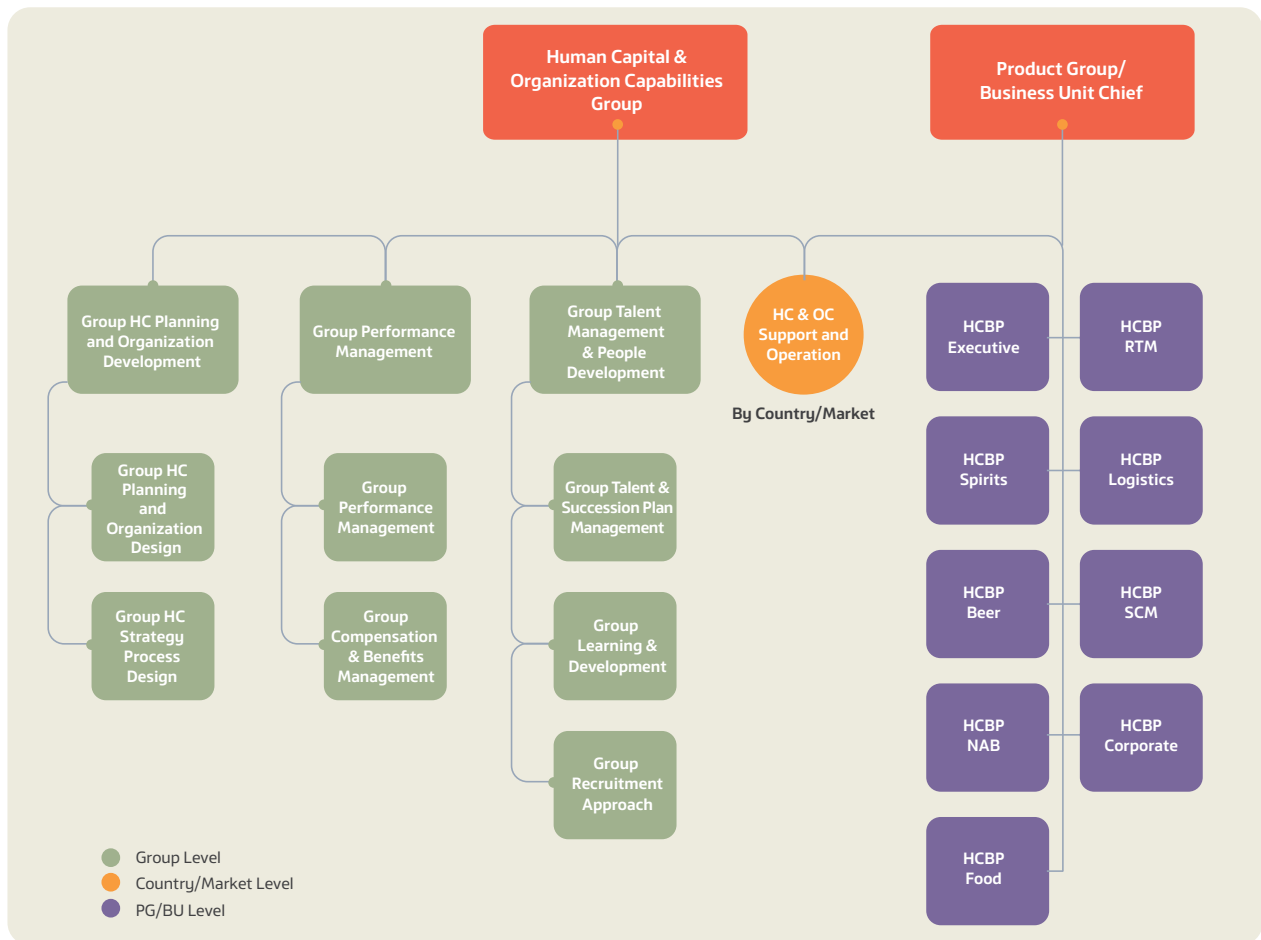 Human Capital &
Organization Capabilities
Group
Product Group/
Business Unit Chief
Group HC Planning
and Organization
Development
Group Performance
Management
Group Talent
Management
& People
Development
HC & OC
Support and
Operation
By Country/Market
Group HC
Planning
and
Organization
Design
Group HC
Strategy
Process
Design
Group
Performance
Management
Group
Compensation
& Benefits
Management
Group Talent &
Succession Plan
Management
Group
Learning &
Development
Group
Recruitment
Approach
HCBP
Executive
HCBP
RTM
HCBP
Spirits
HCBP
Logistics
HCBP
Beer
HCBP
SCM
HCBP
NAB
HCBP
Corporate
HCBP
Food
Group Level
Country/Market Level
PG/BU Level